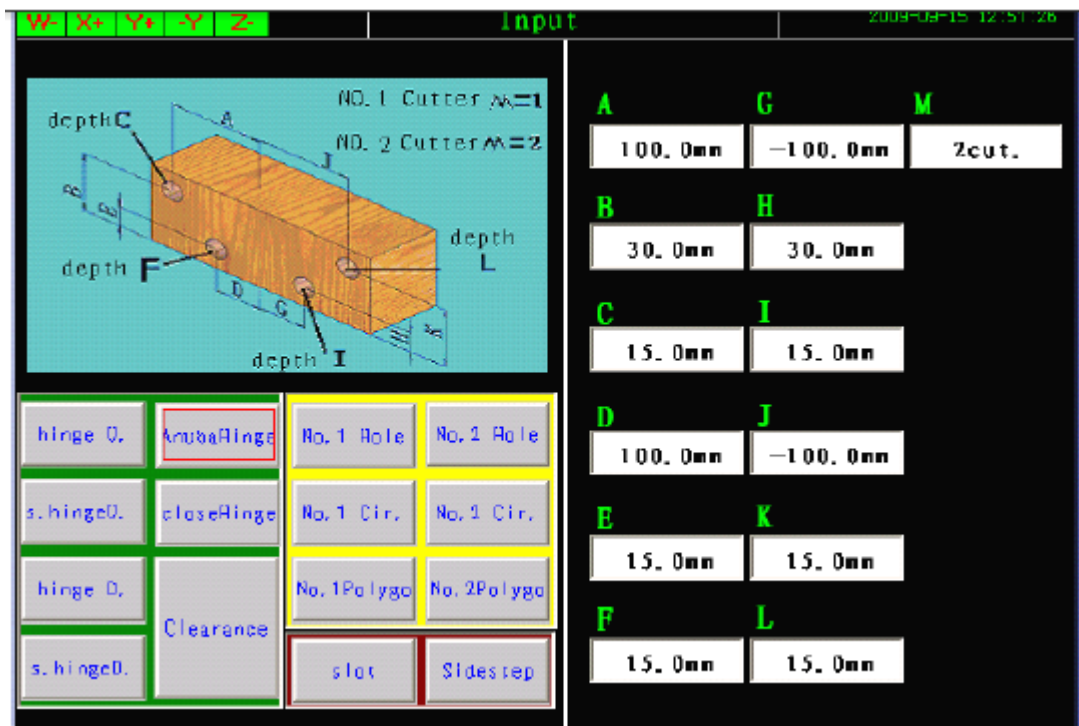 W- X+ Y+ -Y Z- Input 2009-09-15 12:51:26
NO. 1 Cutter M=1
NO. 2 Cutter M=2
depth C
A
J
B
E
depth F
D
G
depth L
H
K
depth I
A G M
100.0mm -100.0mm 2cut.
B H
30.0mm 30.0mm
C I
15.0mm 15.0mm
D J
100.0mm -100.0mm
E K
15.0mm 15.0mm
F L
15.0mm 15.0mm
hinge AnubaHinge No.1 Hole No.2 Hole
s.hinge closeHinge No.1 Cir. No.2 Cir.
hinge D. No.1Polygo No.2Polygo
Clearance
s.hingeD. slot Sidestep